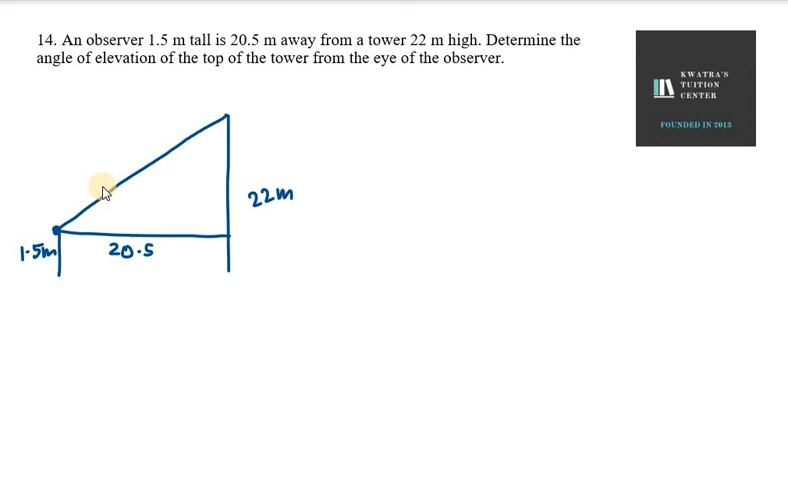 14. An observer 1.5 m tall is 20.5 m away from a tower 22 m high. Determine the
angle of elevation of the top of the tower from the eye of the observer.
KWATRA'S
TUITION
CENTER
FOUNDED IN 2013
22m
1.5m
20.5